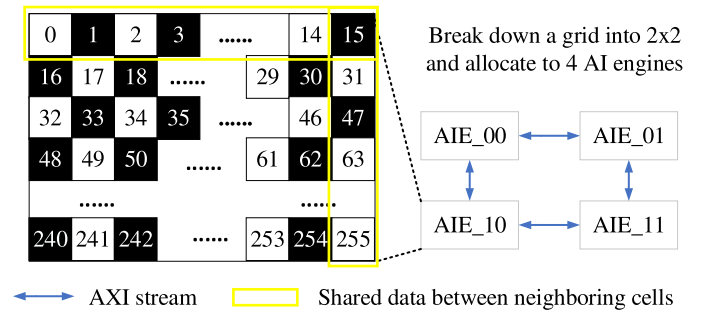 0 1 2 3 ...... 14 15
16 17 18 ...... 29 30 31
32 33 34 35 ...... 46 47
48 49 50 ...... 61 62 63
...... ......
240 241 242 ...... 253 254 255
Break down a grid into 2x2
and allocate to 4 AI engines
AIE_00 AIE_01
AIE_10 AIE_11
AXI stream Shared data between neighboring cells